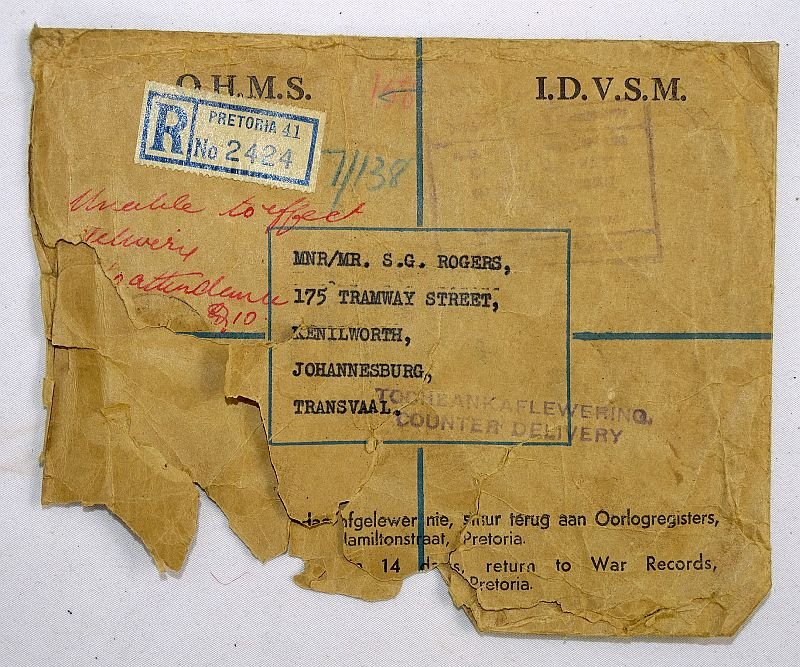 O.H.M.S.
I.D.V.S.M.
R PRETORIA 41
No 2424
7/138
Unable to effect
delivery
attendance
MNR/MR. S.G. ROGERS,
175 TRAMWAY STREET,
KENILWORTH,
JOHANNESBURG,
TRANSVAAL.
TOONBANKAFLEWERING.
COUNTER DELIVERY
afgelewer nie, stuur terug aan Oorlogregisters,
Hamiltonstraat, Pretoria.
14 days, return to War Records,
Pretoria.